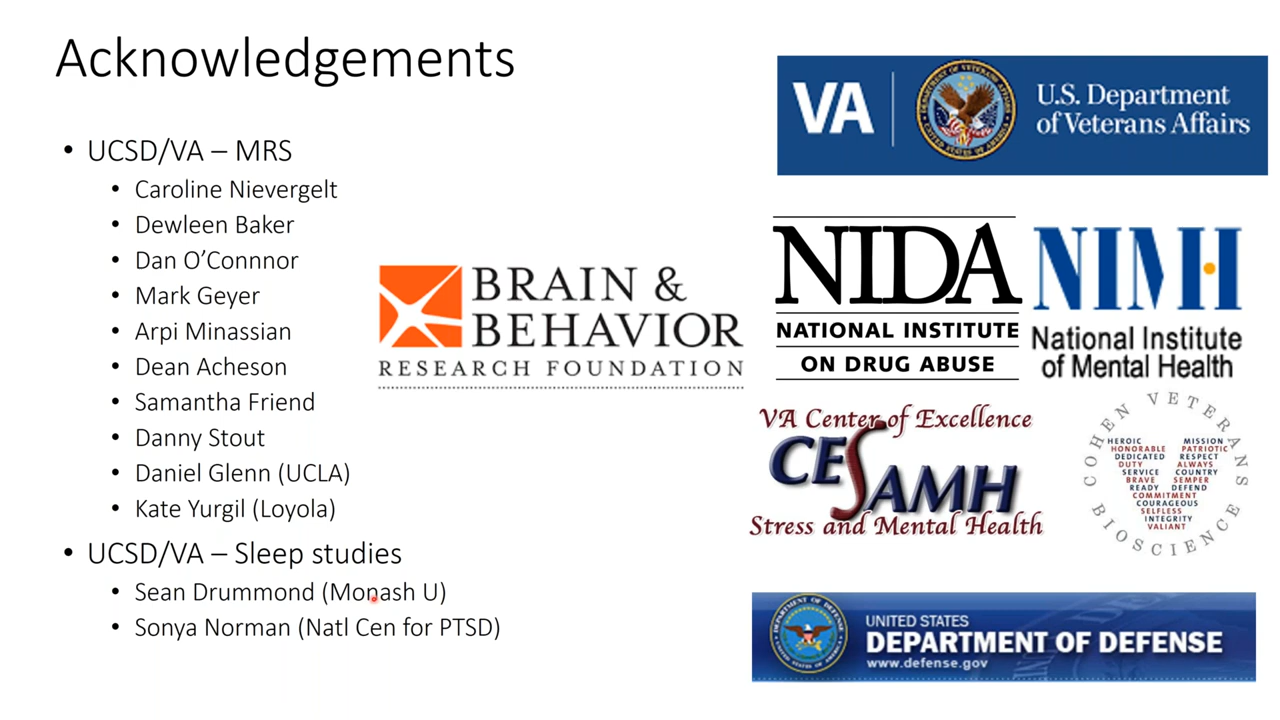 Acknowledgements
• UCSD/VA – MRS
• Caroline Nievergelt
• Dewleen Baker
• Dan O’Connnor
• Mark Geyer
• Arpi Minassian
• Dean Acheson
• Samantha Friend
• Danny Stout
• Daniel Glenn (UCLA)
• Kate Yurgil (Loyola)
• UCSD/VA – Sleep studies
• Sean Drummond (Monash U)
• Sonya Norman (Natl Cen for PTSD)
BRAIN &
BEHAVIOR
RESEARCH FOUNDATION
VA
U.S. Department
of Veterans Affairs
NIDA
NATIONAL INSTITUTE
ON DRUG ABUSE
NIMH
National Institute
of Mental Health
VA Center of Excellence
CESAMH
Stress and Mental Health
COHEN VETERANS
BIOSCIENCE
HEROIC MISSION
HONORABLE PATRIOTIC
DEDICATED RESPECT
DUTY ALWAYS
SERVICE COUNTRY
BRAVE SEMPER
READY DEFEND
COMMITMENT
COURAGEOUS
SELFLESS
INTEGRITY
VALIANT
UNITED STATES
DEPARTMENT OF DEFENSE
www.defense.gov